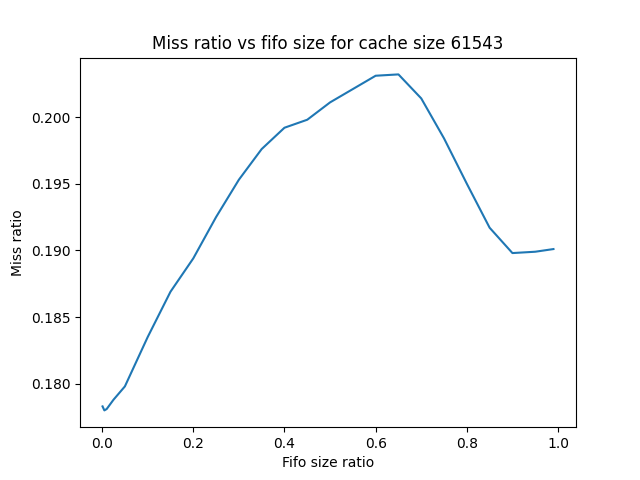 Miss ratio vs fifo size for cache size 61543
0.200
0.195
0.190
0.185
0.180
Miss ratio
0.0 0.2 0.4 0.6 0.8 1.0
Fifo size ratio